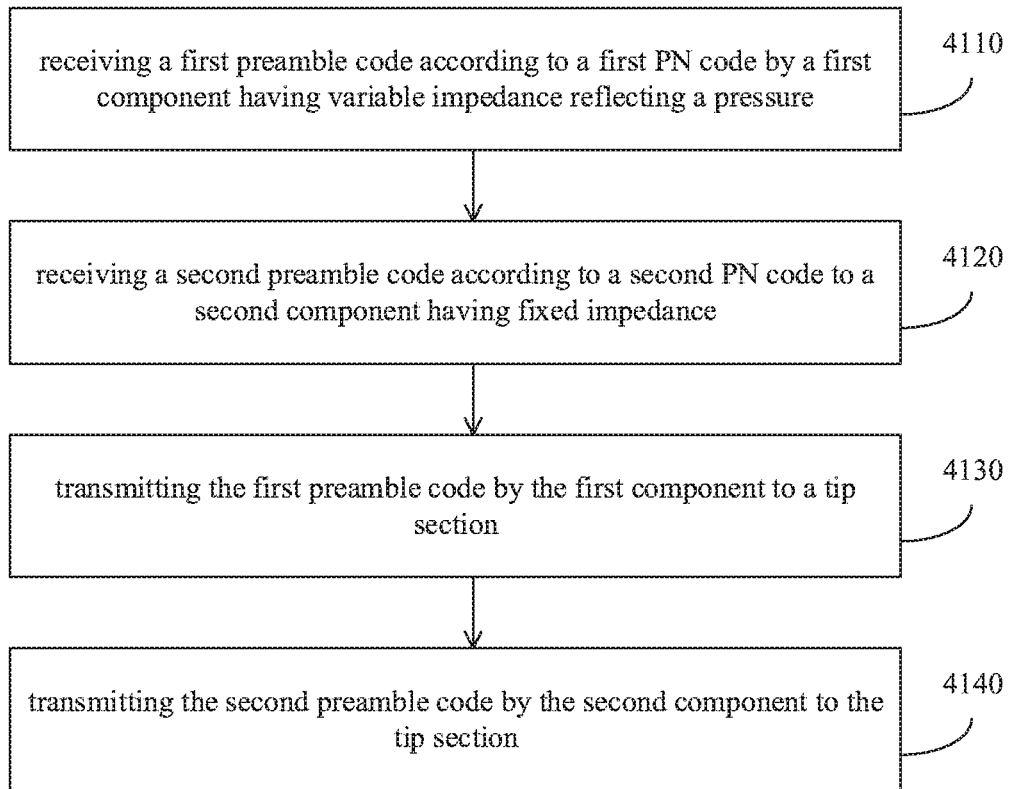 receiving a first preamble code according to a first PN code by a first
component having variable impedance reflecting a pressure
4110
receiving a second preamble code according to a second PN code to a
second component having fixed impedance
4120
transmitting the first preamble code by the first component to a tip
section
4130
transmitting the second preamble code by the second component to the
tip section
4140